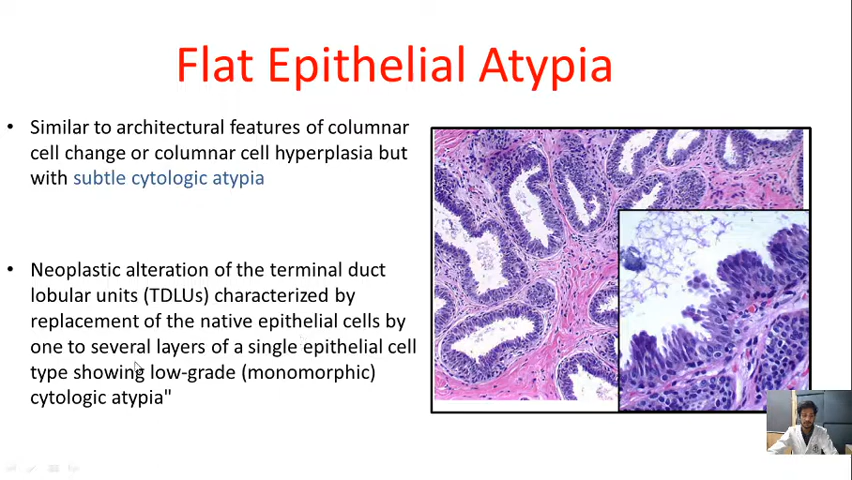 Flat Epithelial Atypia
• Similar to architectural features of columnar
cell change or columnar cell hyperplasia but
with subtle cytologic atypia
• Neoplastic alteration of the terminal duct
lobular units (TDLUs) characterized by
replacement of the native epithelial cells by
one to several layers of a single epithelial cell
type showing low-grade (monomorphic)
cytologic atypia"